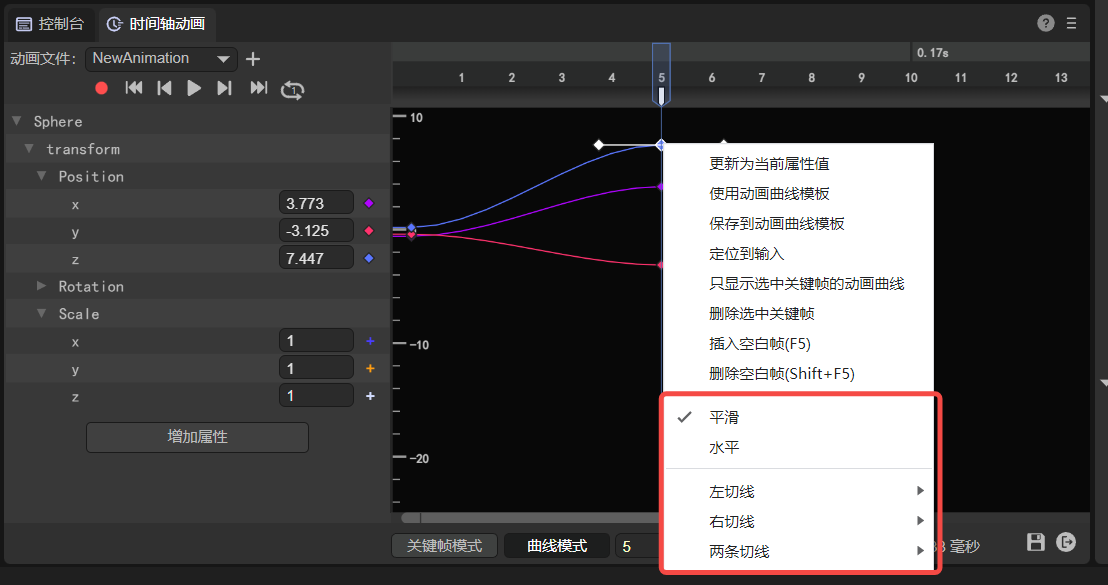 控制台 时间轴动画
动画文件: NewAnimation
0.17s
1 2 3 4 5 6 7 8 9 10 11 12 13
Sphere
transform
Position
x 3.773
y -3.125
z 7.447
Rotation
Scale
x 1
y 1
z 1
增加属性
10
-10
-20
更新为当前属性值
使用动画曲线模板
保存到动画曲线模板
定位到输入
只显示选中关键帧的动画曲线
删除选中关键帧
插入空白帧(F5)
删除空白帧(Shift+F5)
平滑
水平
左切线
右切线
两条切线
关键帧模式 曲线模式 5 毫秒